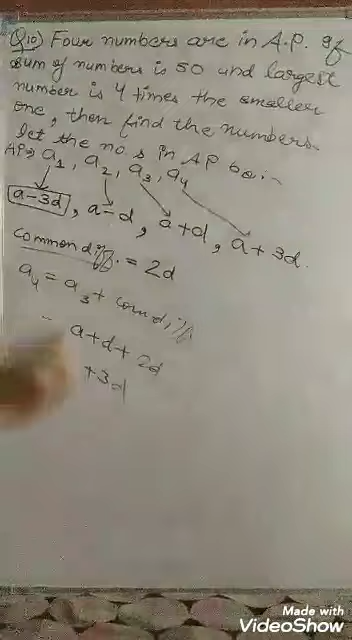 Q.10) Four numbers are in A.P. If
sum of numbers is 50 and largest
number is 4 times the smaller
one, then find the numbers.
let the no.s in AP be:-
AP→ a1, a2, a3, a4
a-3d, a-d, a+d, a+3d.
common diff. = 2d
a4 = a3 + com.diff
a+d+2d
+3d
Made with
VideoShow